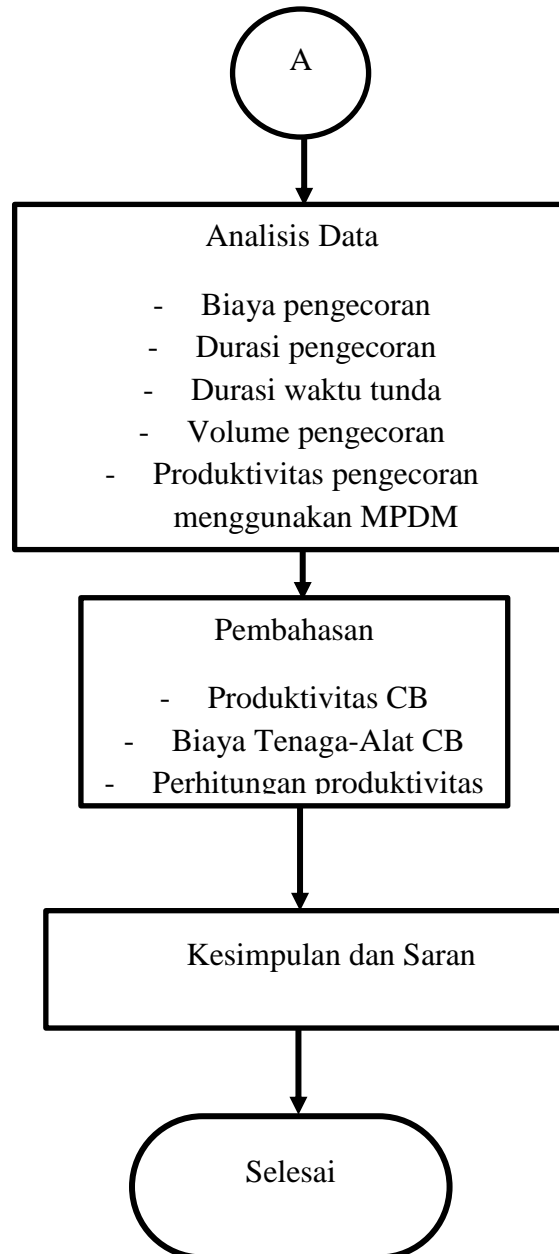 A
Analisis Data
- Biaya pengecoran
- Durasi pengecoran
- Durasi waktu tunda
- Volume pengecoran
- Produktivitas pengecoran
menggunakan MPDM
Pembahasan
- Produktivitas CB
- Biaya Tenaga-Alat CB
- Perhitungan produktivitas
Kesimpulan dan Saran
Selesai